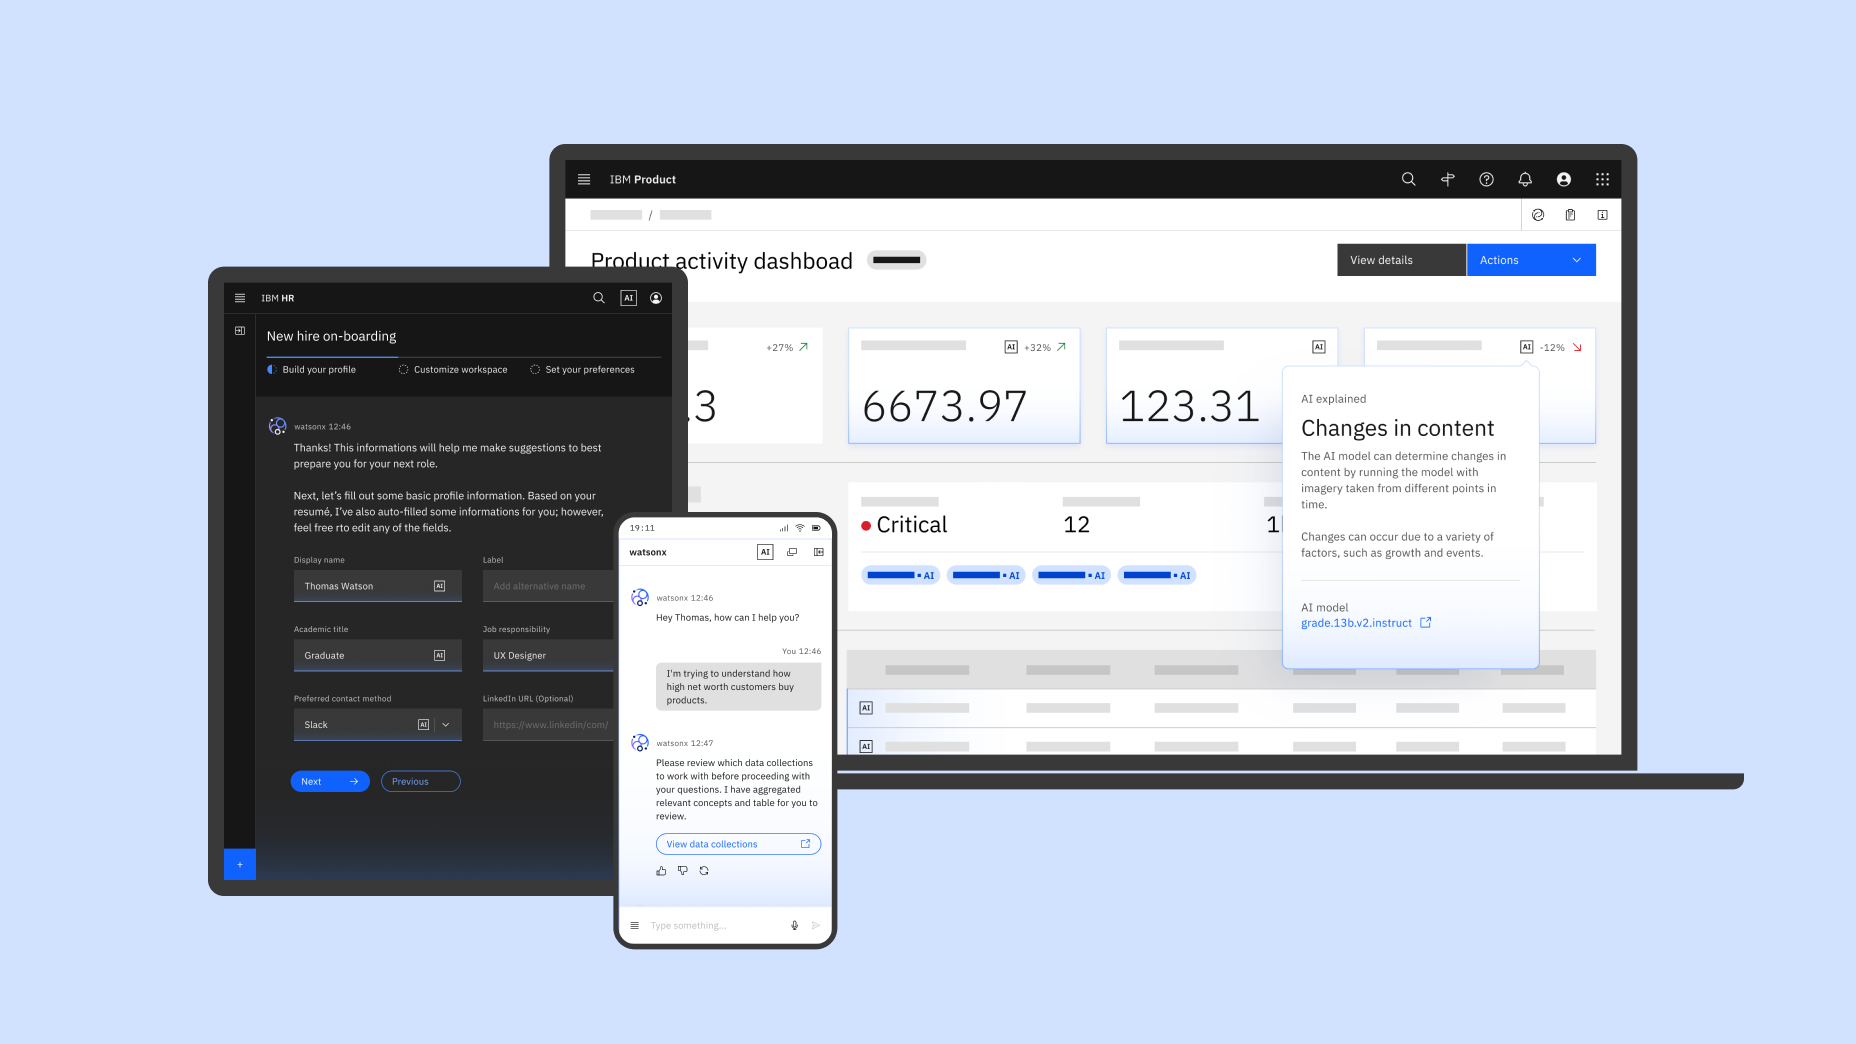 IBM Product
/
Product activity dashboad
View details
Actions
+27%
.3
AI +32%
6673.97
AI
123.31
AI -12%
AI explained
Changes in content
The AI model can determine changes in
content by running the model with
imagery taken from different points in
time.
Changes can occur due to a variety of
factors, such as growth and events.
AI model
grade.13b.v2.instruct
Critical
12
1
AI
AI
AI
AI
AI
AI
IBM HR
AI
New hire on-boarding
Build your profile
Customize workspace
Set your preferences
watsonx 12:46
Thanks! This informations will help me make suggestions to best
prepare you for your next role.
Next, let's fill out some basic profile information. Based on your
resumé, I've also auto-filled some informations for you; however,
feel free rto edit any of the fields.
Display name
Label
Thomas Watson AI
Add alternative name
Academic title
Job responsibility
Graduate AI
UX Designer
Preferred contact method
LinkedIn URL (Optional)
Slack AI
https://www.linkedin/com/
Next
Previous
+
19:11
watsonx
AI
watsonx 12:46
Hey Thomas, how can I help you?
You 12:46
I'm trying to understand how
high net worth customers buy
products.
watsonx 12:47
Please review which data collections
to work with before proceeding with
your questions. I have aggregated
relevant concepts and table for you to
review.
View data collections
Type something...